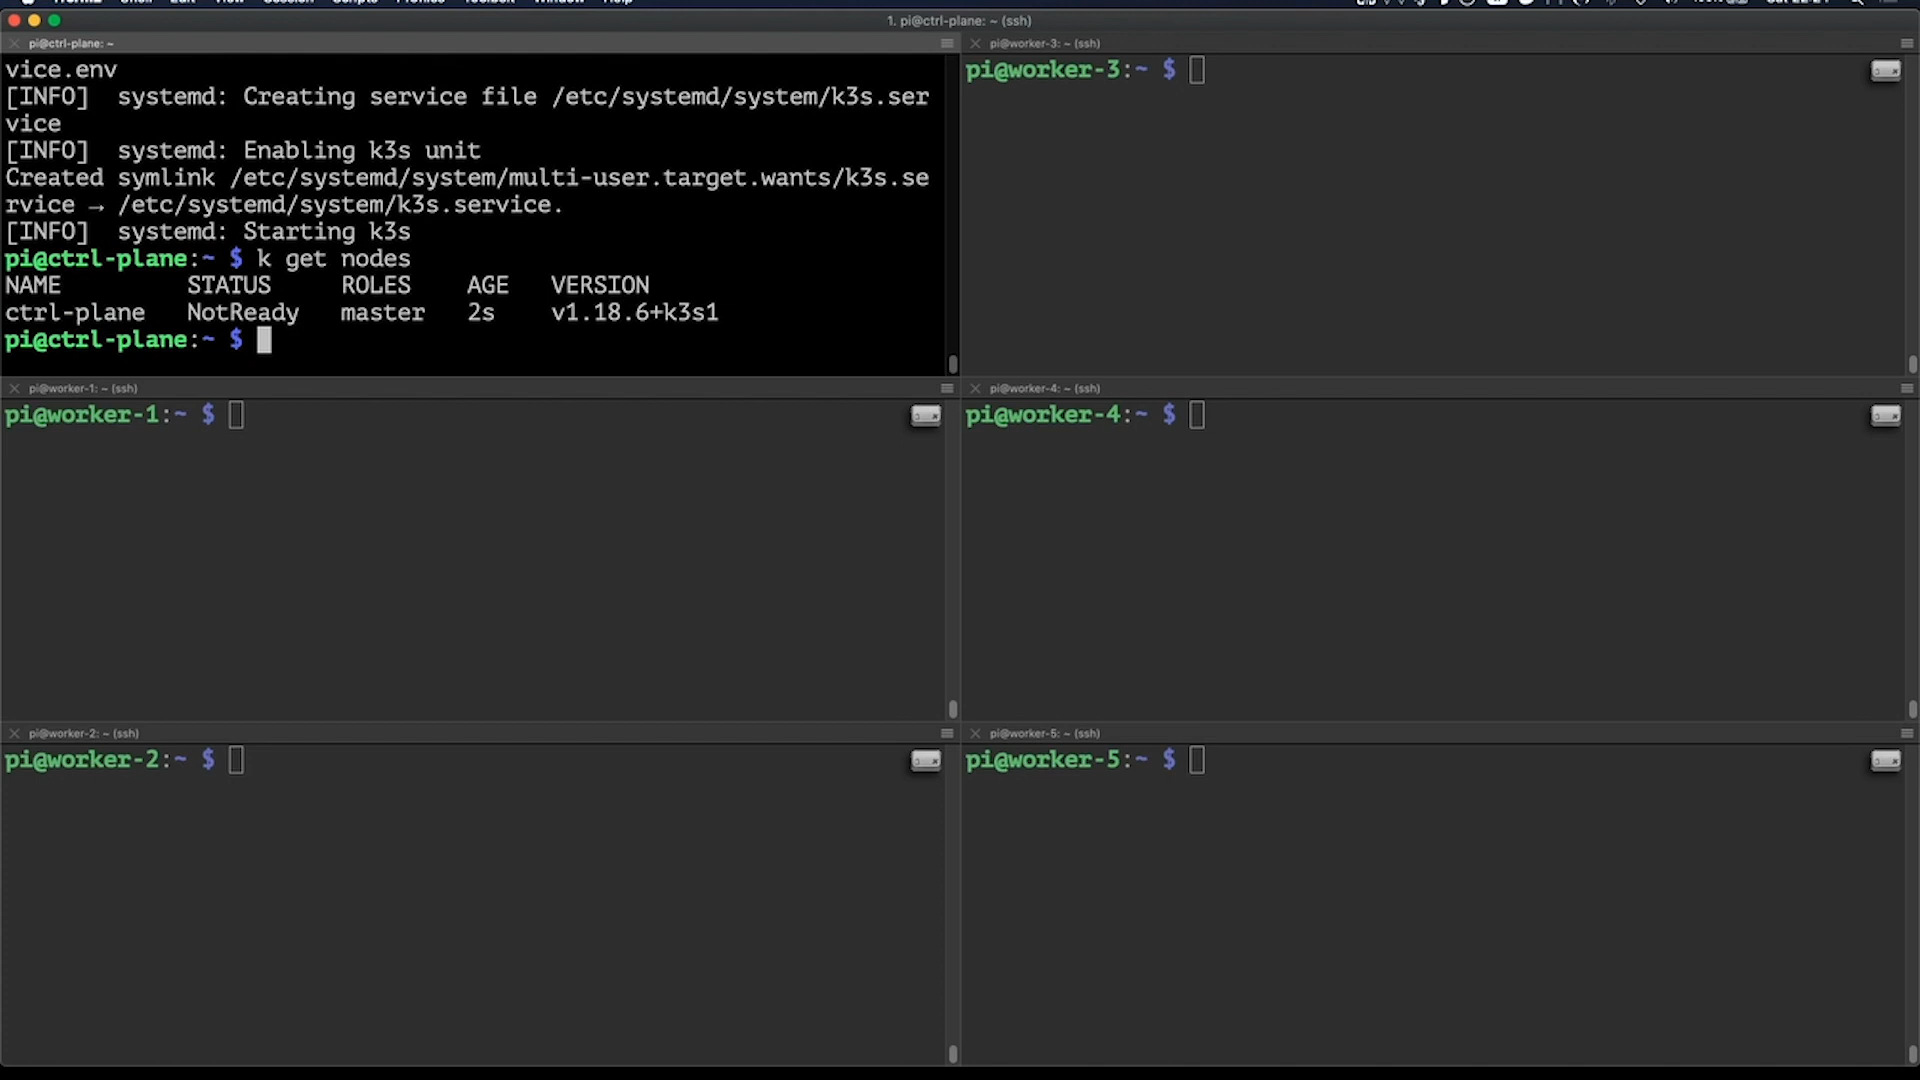 1. pi@ctrl-plane: ~ (ssh)
pi@ctrl-plane: ~
vice.env
[INFO]  systemd: Creating service file /etc/systemd/system/k3s.ser
vice
[INFO]  systemd: Enabling k3s unit
Created symlink /etc/systemd/system/multi-user.target.wants/k3s.se
rvice → /etc/systemd/system/k3s.service.
[INFO]  systemd: Starting k3s
pi@ctrl-plane:~ $ k get nodes
NAME         STATUS     ROLES    AGE   VERSION
ctrl-plane   NotReady   master   2s    v1.18.6+k3s1
pi@ctrl-plane:~ $
pi@worker-3: ~ (ssh)
pi@worker-3:~ $
pi@worker-1: ~ (ssh)
pi@worker-1:~ $
pi@worker-4: ~ (ssh)
pi@worker-4:~ $
pi@worker-2: ~ (ssh)
pi@worker-2:~ $
pi@worker-5: ~ (ssh)
pi@worker-5:~ $